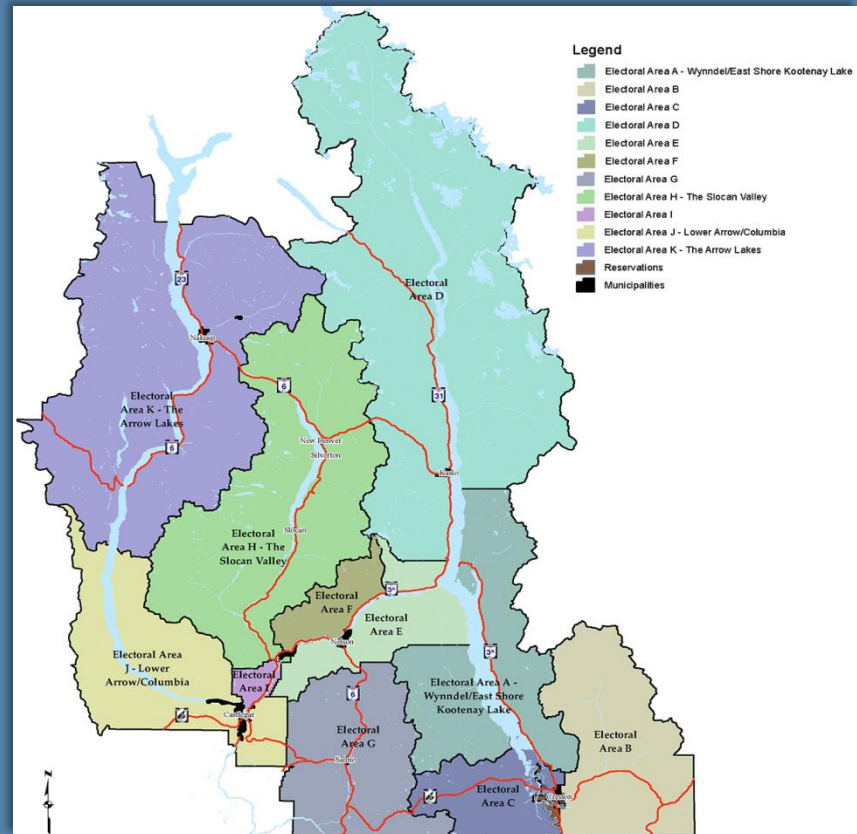 Legend
Electoral Area A - Wynndel/East Shore Kootenay Lake
Electoral Area B
Electoral Area C
Electoral Area D
Electoral Area E
Electoral Area F
Electoral Area G
Electoral Area H - The Slocan Valley
Electoral Area I
Electoral Area J - Lower Arrow/Columbia
Electoral Area K - The Arrow Lakes
Reservations
Municipalities
Electoral
Area D
23
Nakusp
31
6
Electoral
Area K - The
Arrow Lakes
New Denver
Silverton
6
Kaslo
Slocan
Electoral
Area H - The
Slocan Valley
3A
Electoral
Area F
Electoral
Area E
Nelson
3A
Electoral Area
J - Lower
Arrow/Columbia
Electoral
Area I
Electoral Area A -
Wynndel/East Shore
Kootenay Lake
6
Castlegar
Electoral
Area G
Electoral
Area B
Salmo
Electoral
Area C
Creston
N